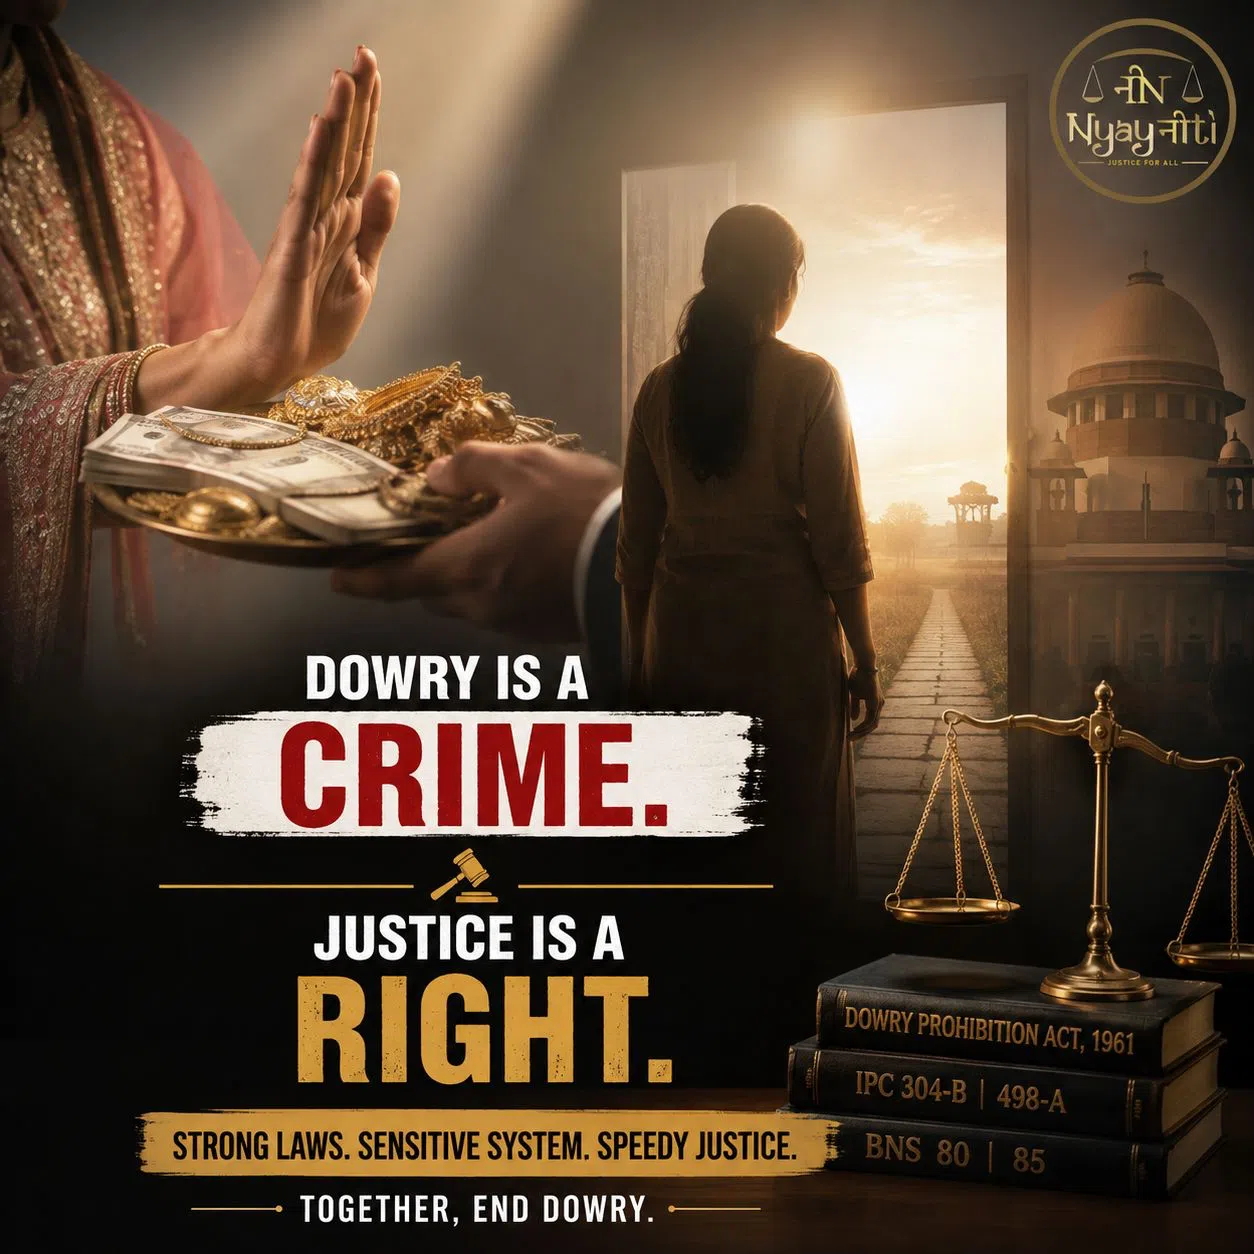 नीN
Nyayनीti
JUSTICE FOR ALL
DOWRY IS A
CRIME.
JUSTICE IS A
RIGHT.
STRONG LAWS. SENSITIVE SYSTEM. SPEEDY JUSTICE.
TOGETHER, END DOWRY.
DOWRY PROHIBITION ACT, 1961
IPC 304-B | 498-A
BNS 80 | 85